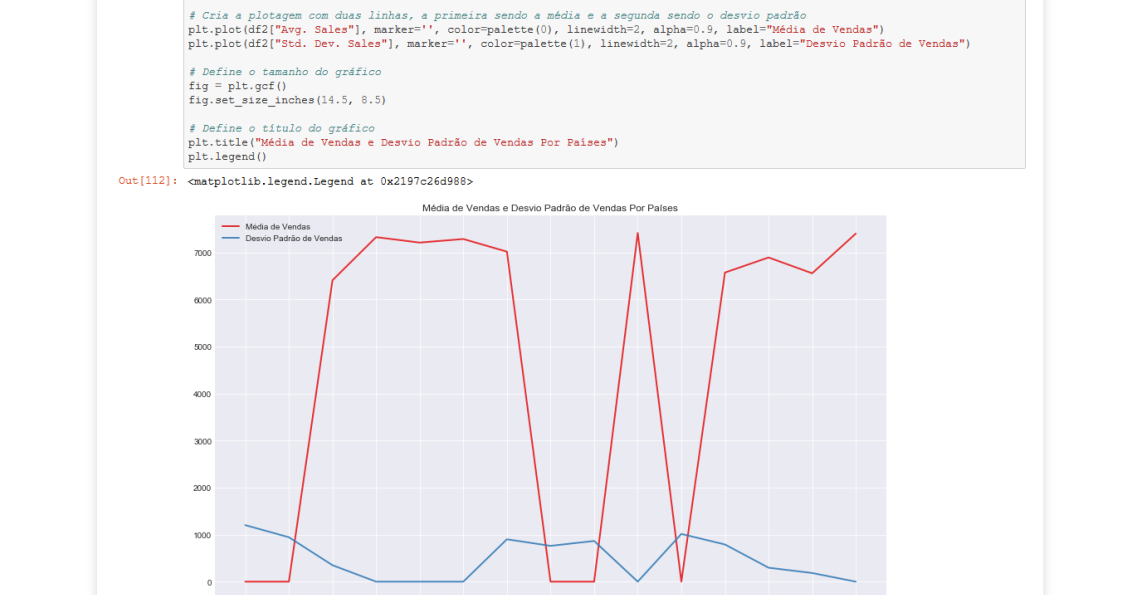 # Cria a plotagem com duas linhas, a primeira sendo a média e a segunda sendo o desvio padrão
plt.plot(df2["Avg. Sales"], marker='', color=palette(0), linewidth=2, alpha=0.9, label="Média de Vendas")
plt.plot(df2["Std. Dev. Sales"], marker='', color=palette(1), linewidth=2, alpha=0.9, label="Desvio Padrão de Vendas")
# Define o tamanho do gráfico
fig = plt.gcf()
fig.set_size_inches(14.5, 8.5)
# Define o título do gráfico
plt.title("Média de Vendas e Desvio Padrão de Vendas Por Países")
plt.legend()
Out[112]: <matplotlib.legend.Legend at 0x2197c26d988>
Média de Vendas e Desvio Padrão de Vendas Por Países
Média de Vendas
Desvio Padrão de Vendas
7000
6000
5000
4000
3000
2000
1000
0